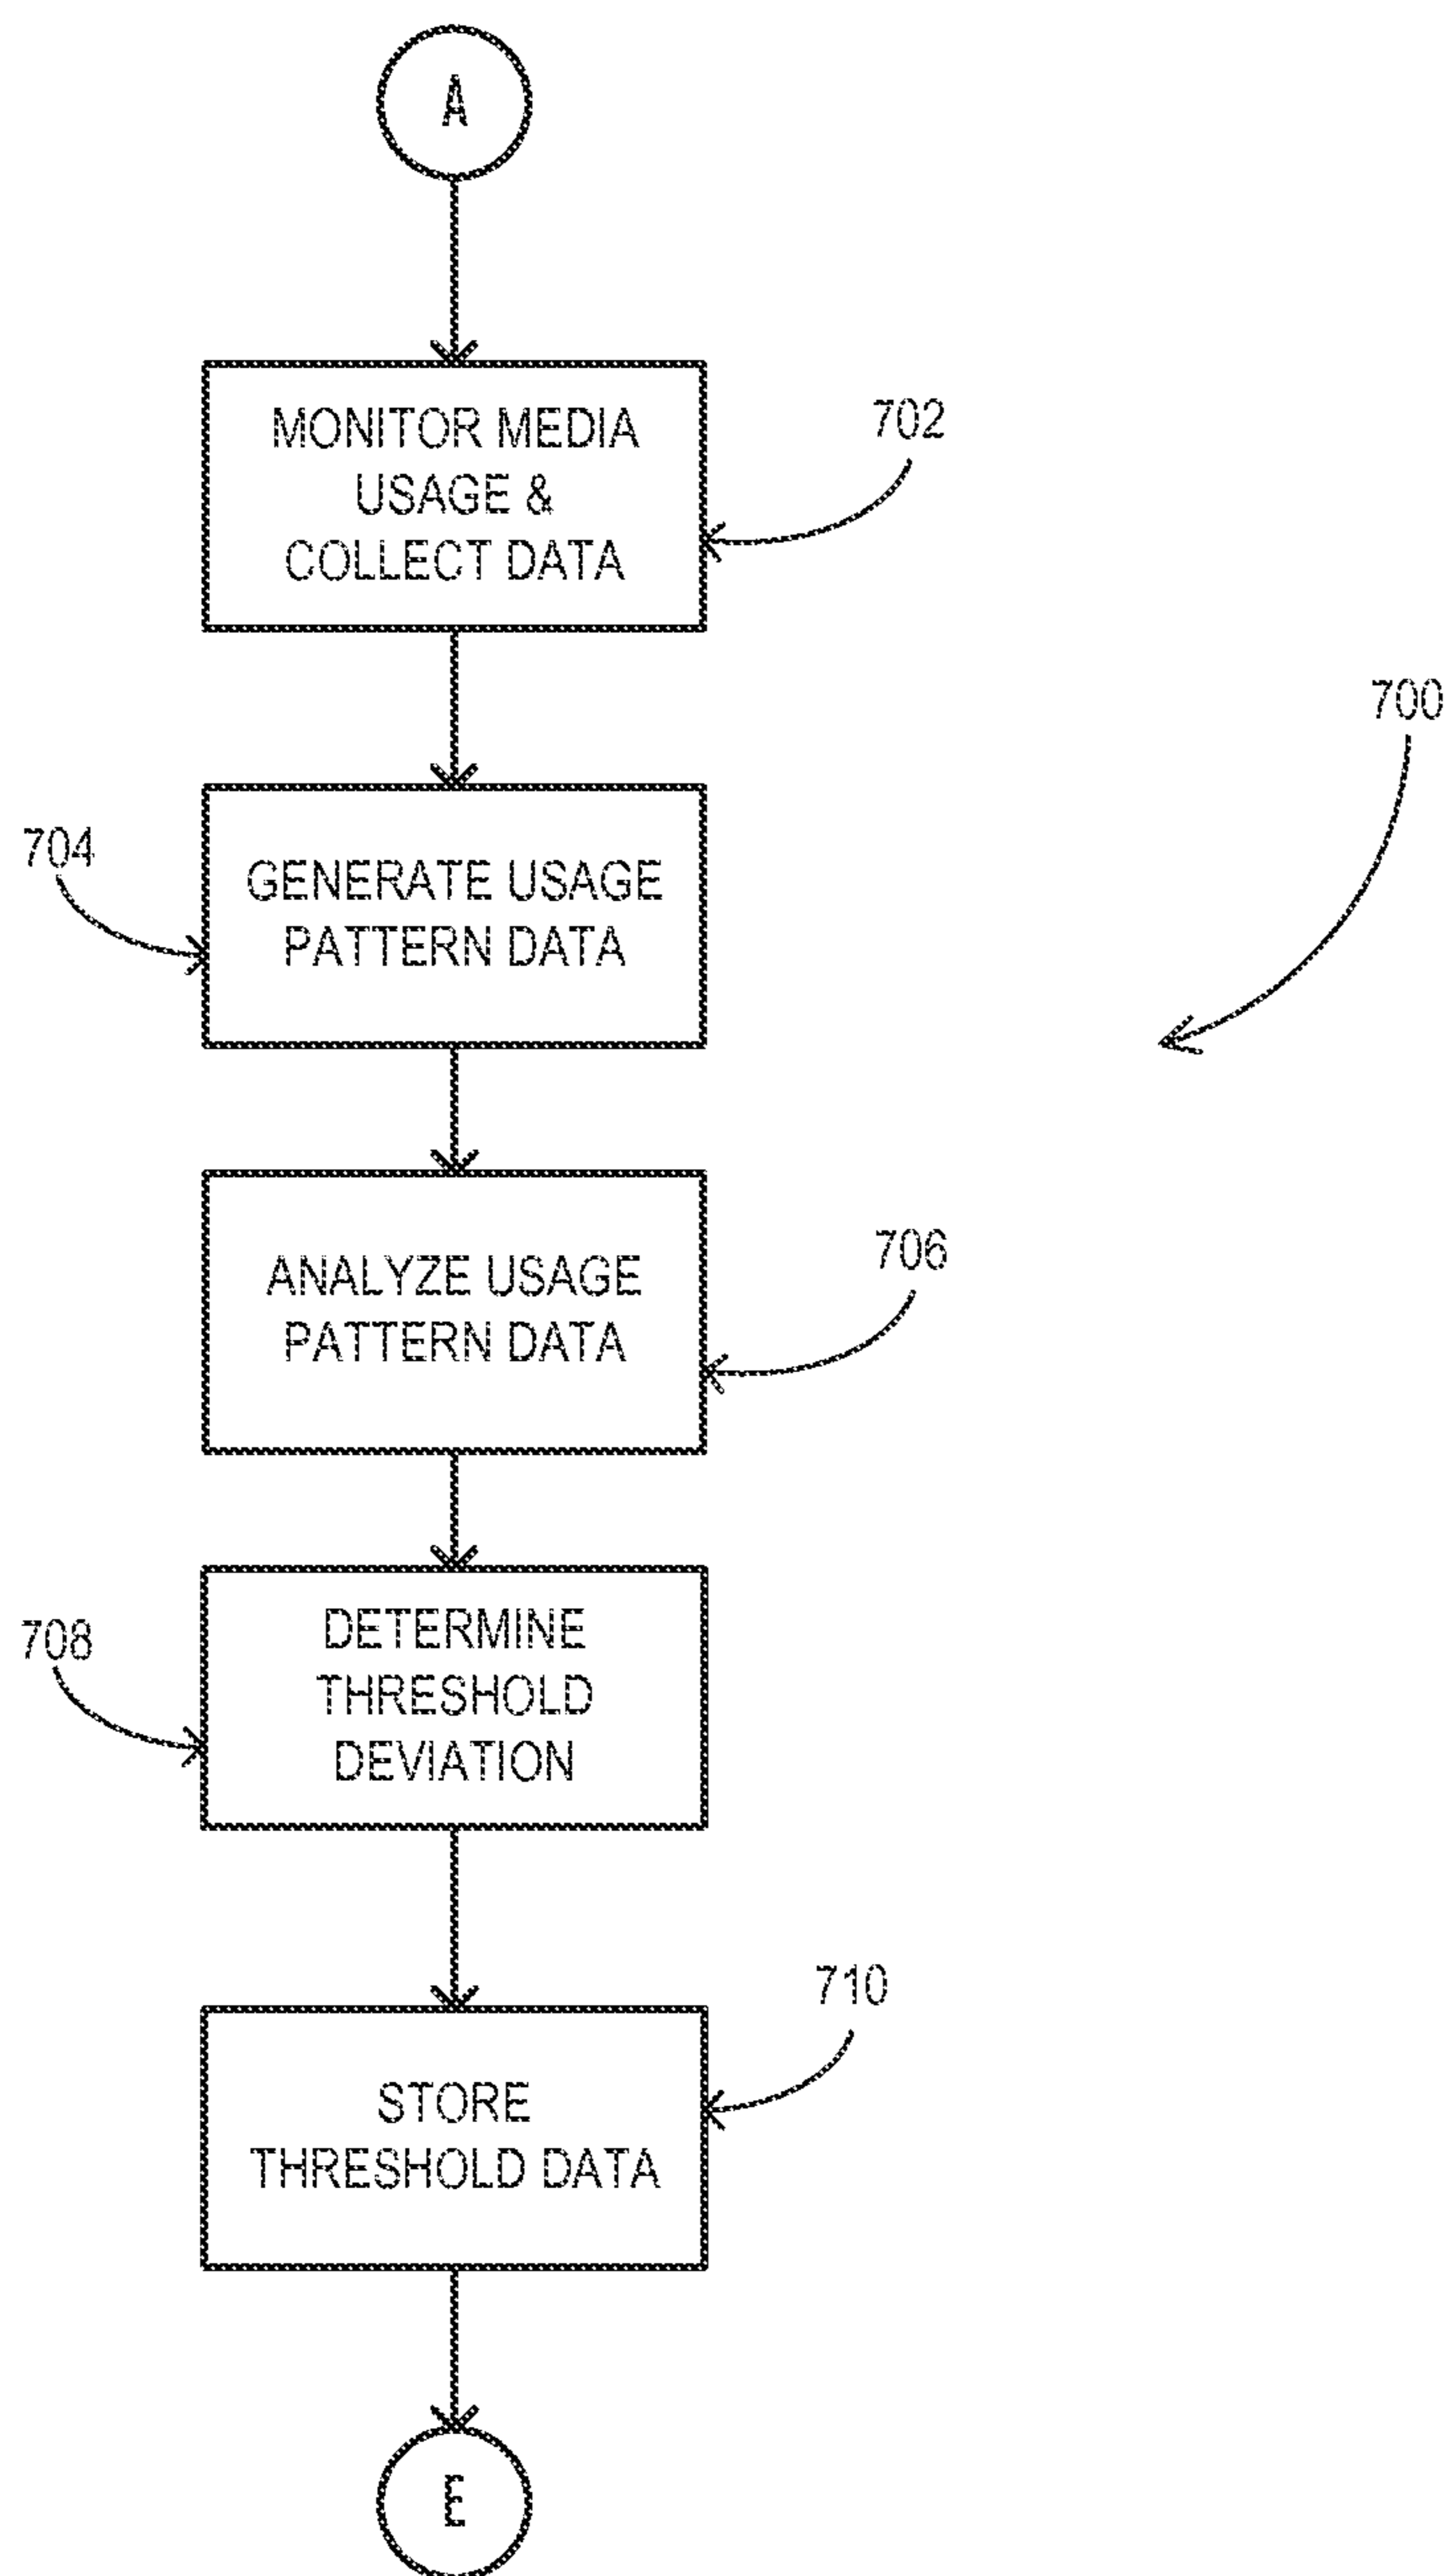 A
MONITOR MEDIA
USAGE &
COLLECT DATA
702
700
704
GENERATE USAGE
PATTERN DATA
706
ANALYZE USAGE
PATTERN DATA
708
DETERMINE
THRESHOLD
DEVIATION
710
STORE
THRESHOLD DATA
E